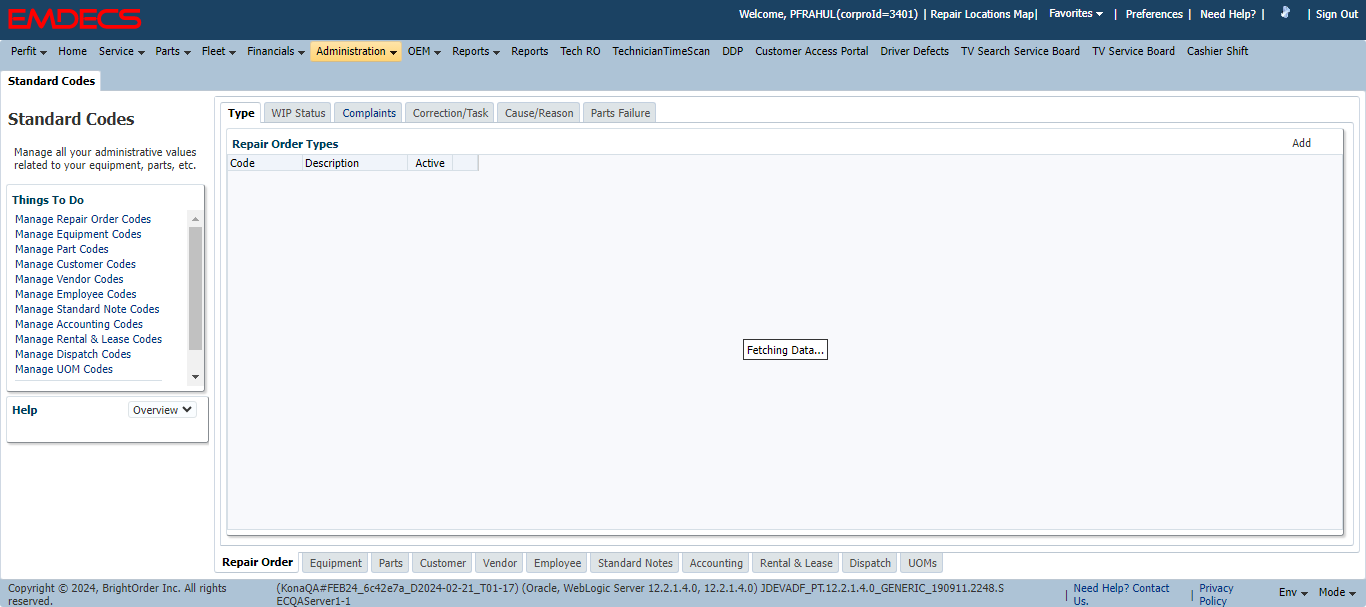 EMDECS
Welcome, PFRAHUL(corproId=3401) | Repair Locations Map| Favorites | Preferences | Need Help? | | Sign Out
Perfit Home Service Parts Fleet Financials Administration OEM Reports Reports Tech RO TechnicianTimeScan DDP Customer Access Portal Driver Defects TV Search Service Board TV Service Board Cashier Shift
Standard Codes
Standard Codes
Manage all your administrative values
related to your equipment, parts, etc.
Things To Do
Manage Repair Order Codes
Manage Equipment Codes
Manage Part Codes
Manage Customer Codes
Manage Vendor Codes
Manage Employee Codes
Manage Standard Note Codes
Manage Accounting Codes
Manage Rental & Lease Codes
Manage Dispatch Codes
Manage UOM Codes
Help Overview
Type WIP Status Complaints Correction/Task Cause/Reason Parts Failure
Repair Order Types Add
Code Description Active
Fetching Data...
Repair Order Equipment Parts Customer Vendor Employee Standard Notes Accounting Rental & Lease Dispatch UOMs
Copyright © 2024, BrightOrder Inc. All rights
reserved.
(KonaQA#FEB24_6c42e7a_D2024-02-21_T01-17) (Oracle, WebLogic Server 12.2.1.4.0, 12.2.1.4.0) JDEVADF_PT.12.2.1.4.0_GENERIC_190911.2248.S
ECQAServer1-1
| Need Help? Contact
Us.
| Privacy
Policy
Env Mode